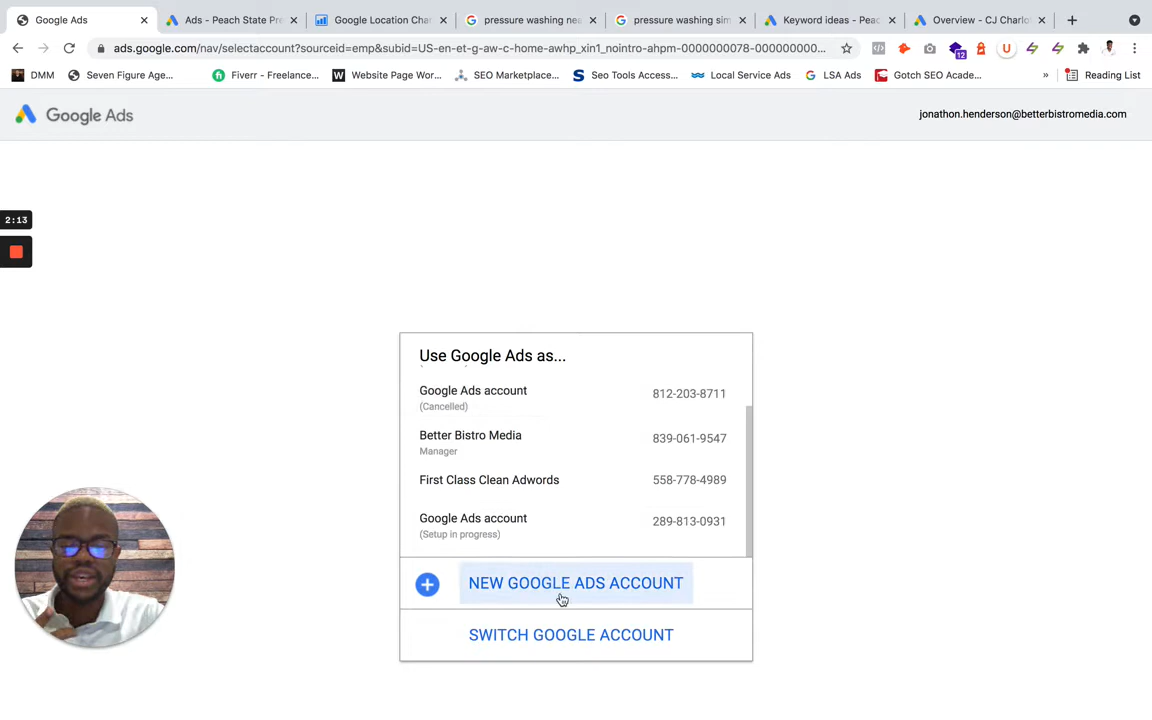 Google Ads
Ads - Peach State Pre
Google Location Cha
pressure washing nea
pressure washing sim
Keyword ideas - Peac
Overview - CJ Charlo
ads.google.com/nav/selectaccount?sourceid=emp&subid=US-en-et-g-aw-c-home-awhp_xin1_nointro-ahpm-0000000078-000000000...
12
U
DMM
Seven Figure Age...
Fiverr - Freelance...
Website Page Wor...
SEO Marketplace...
Seo Tools Access...
Local Service Ads
LSA Ads
Gotch SEO Acade...
»
Reading List
Google Ads
jonathon.henderson@betterbistromedia.com
2:13
Use Google Ads as...
Google Ads account 812-203-8711
(Cancelled)
Better Bistro Media 839-061-9547
Manager
First Class Clean Adwords 558-778-4989
Google Ads account 289-813-0931
(Setup in progress)
NEW GOOGLE ADS ACCOUNT
SWITCH GOOGLE ACCOUNT